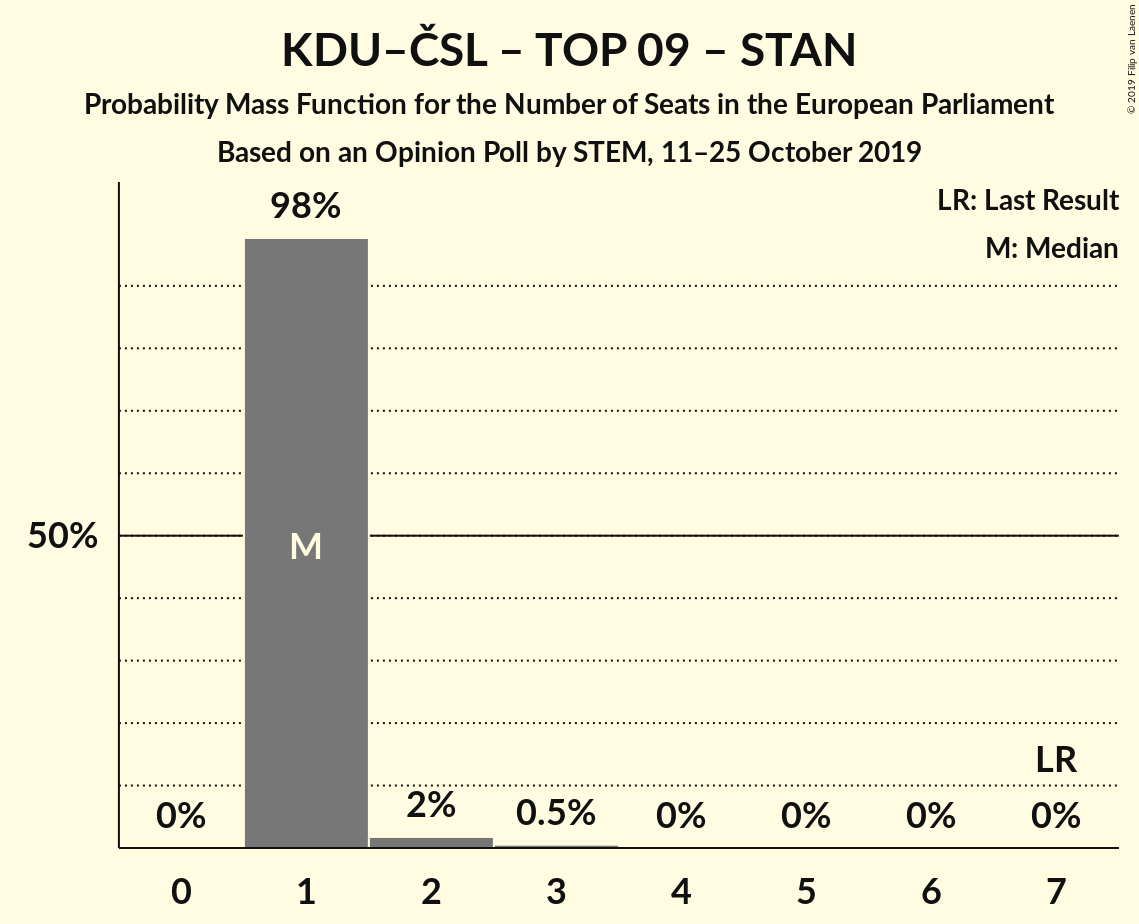 KDU–ČSL – TOP 09 – STAN
Probability Mass Function for the Number of Seats in the European Parliament
Based on an Opinion Poll by STEM, 11–25 October 2019
© 2019 Filip van Laenen
LR: Last Result
M: Median
98%
50%
M
LR
0%
2%
0.5%
0%
0%
0%
0%
0 1 2 3 4 5 6 7